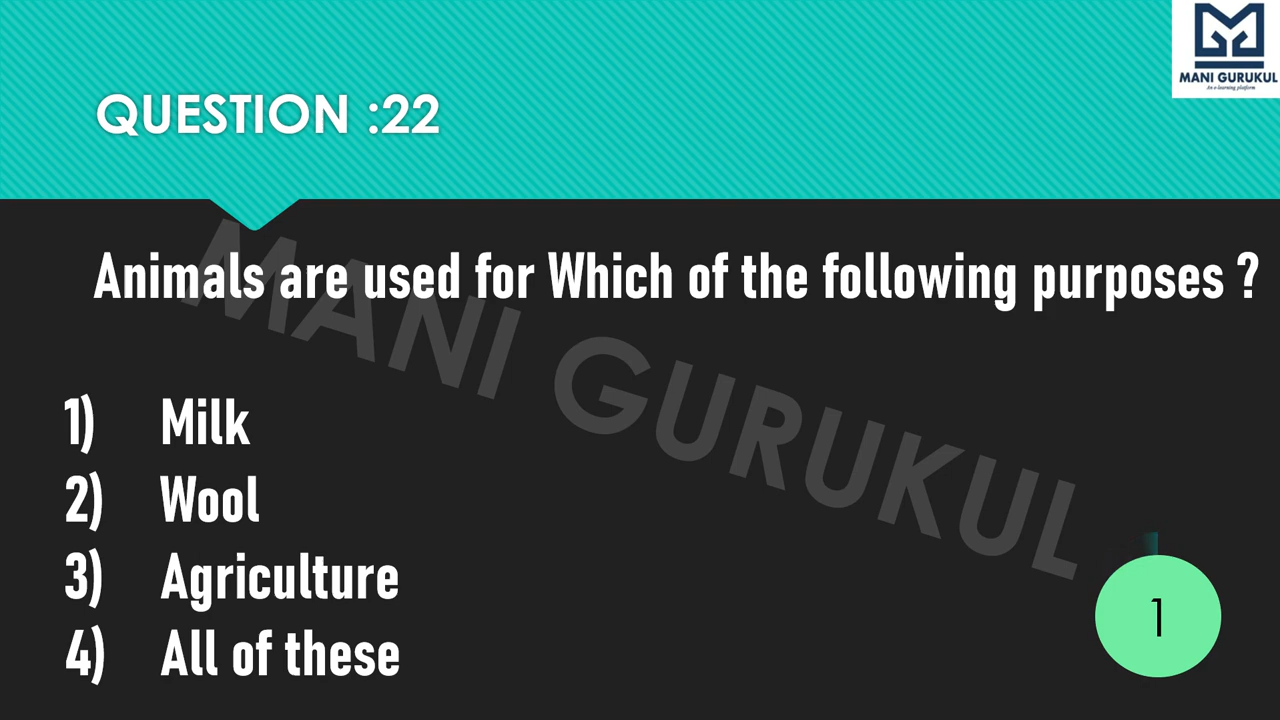 MANI GURUKUL
An e-learning platform
QUESTION :22
Animals are used for Which of the following purposes ?
MANI GURUKUL
1) Milk
2) Wool
3) Agriculture
4) All of these
1